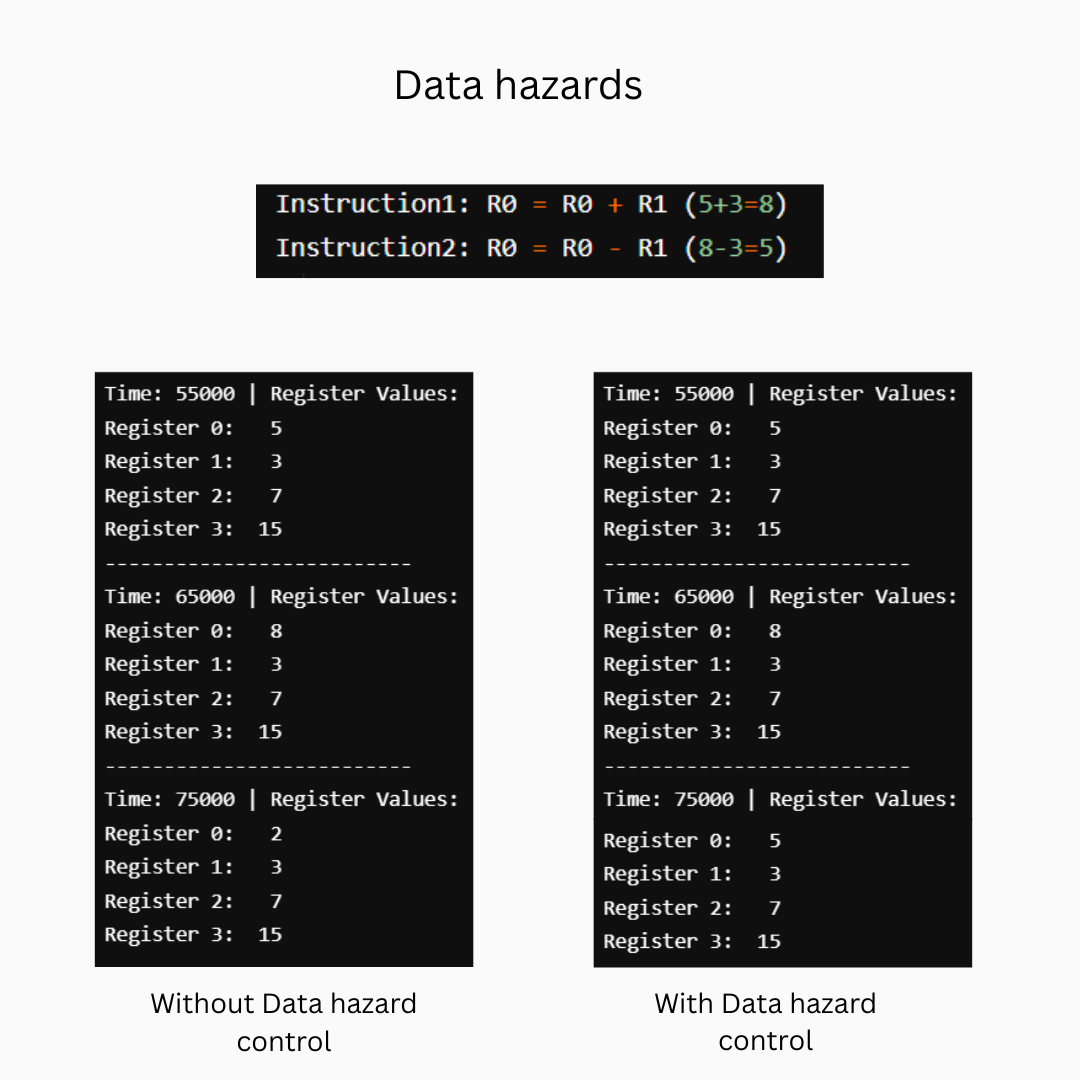 Data hazards
Instruction1: R0 = R0 + R1 (5+3=8)
Instruction2: R0 = R0 - R1 (8-3=5)
Time: 55000 | Register Values:
Register 0:   5
Register 1:   3
Register 2:   7
Register 3:  15
--------------------------
Time: 65000 | Register Values:
Register 0:   8
Register 1:   3
Register 2:   7
Register 3:  15
--------------------------
Time: 75000 | Register Values:
Register 0:   2
Register 1:   3
Register 2:   7
Register 3:  15
Without Data hazard
control
Time: 55000 | Register Values:
Register 0:   5
Register 1:   3
Register 2:   7
Register 3:  15
--------------------------
Time: 65000 | Register Values:
Register 0:   8
Register 1:   3
Register 2:   7
Register 3:  15
--------------------------
Time: 75000 | Register Values:
Register 0:   5
Register 1:   3
Register 2:   7
Register 3:  15
With Data hazard
control